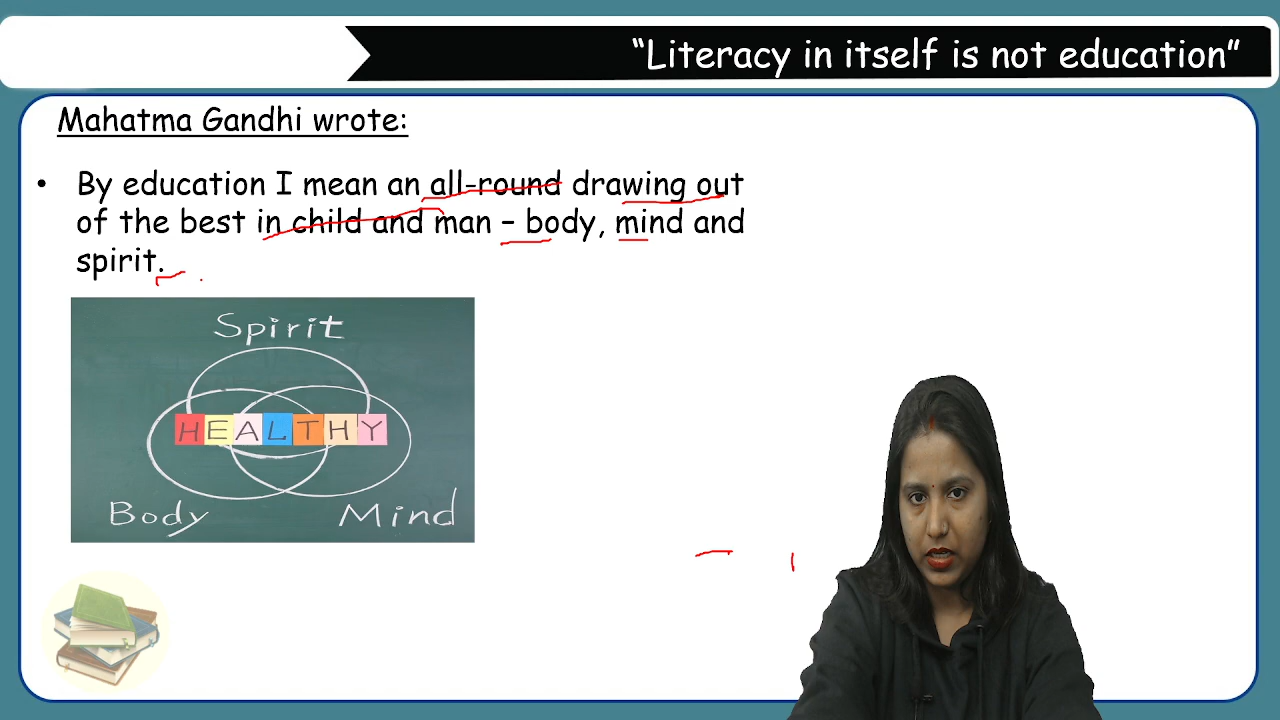 “Literacy in itself is not education”
Mahatma Gandhi wrote:
• By education I mean an all-round drawing out
of the best in child and man – body, mind and
spirit.
Spirit
HEALTHY
Body Mind